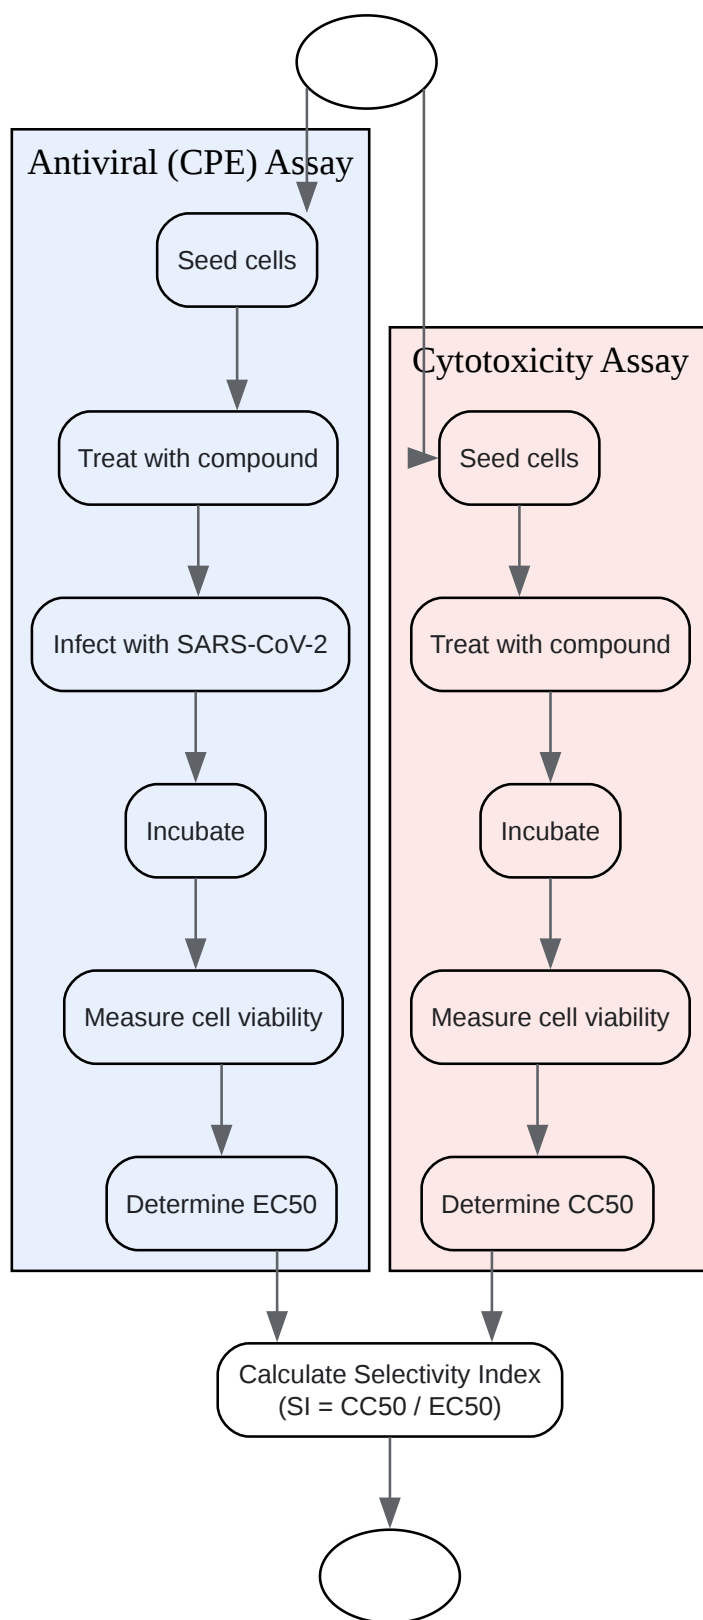 Antiviral (CPE) Assay
Seed cells
Treat with compound
Infect with SARS-CoV-2
Incubate
Measure cell viability
Determine EC50
Cytotoxicity Assay
Seed cells
Treat with compound
Incubate
Measure cell viability
Determine CC50
Calculate Selectivity Index
(SI = CC50 / EC50)